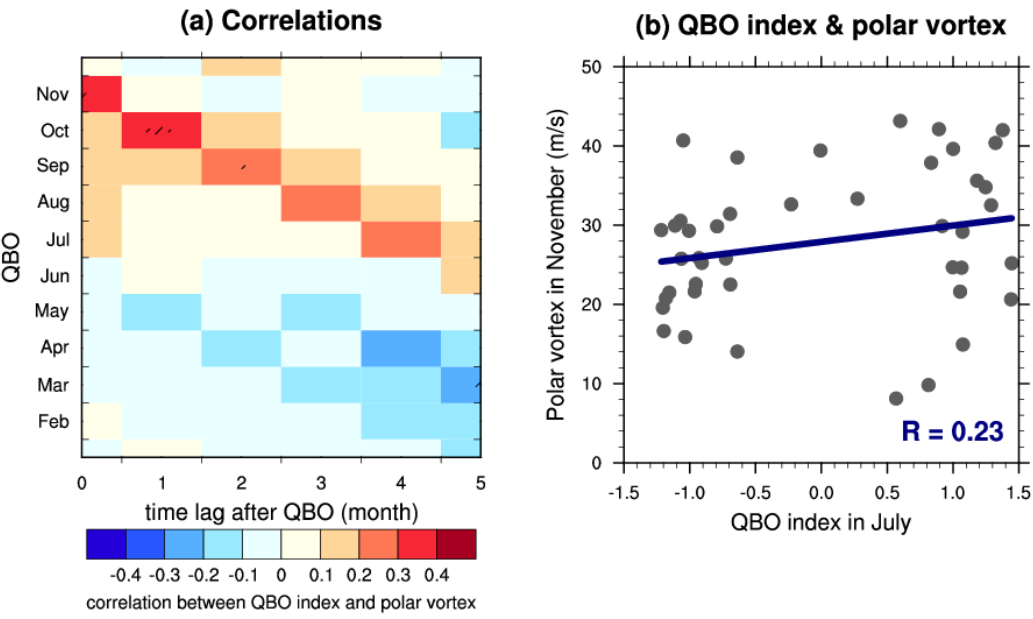 (a) Correlations
QBO
Nov
Oct
Sep
Aug
Jul
Jun
May
Apr
Mar
Feb
0 1 2 3 4 5
time lag after QBO (month)
-0.4 -0.3 -0.2 -0.1 0 0.1 0.2 0.3 0.4
correlation between QBO index and polar vortex
(b) QBO index & polar vortex
Polar vortex in November (m/s)
50
40
30
20
10
0
R = 0.23
-1.5 -1.0 -0.5 0.0 0.5 1.0 1.5
QBO index in July